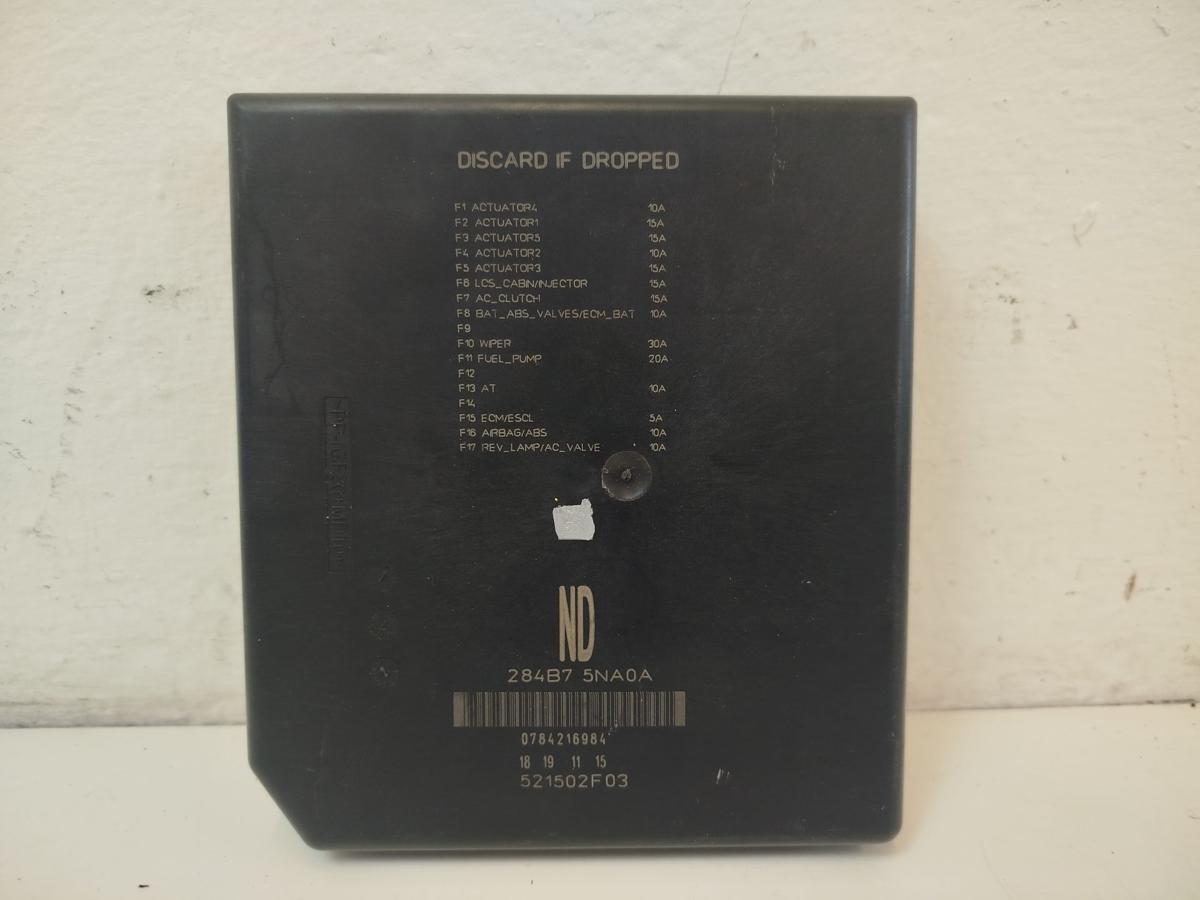 DISCARD IF DROPPED
F1 ACTUATOR4 10A
F2 ACTUATOR1 15A
F3 ACTUATOR5 15A
F4 ACTUATOR2 10A
F5 ACTUATOR3 15A
F6 LCS_CABIN/INJECTOR 15A
F7 AC_CLUTCH 15A
F8 BAT_ABS_VALVES/ECM_BAT 10A
F9
F10 WIPER 30A
F11 FUEL_PUMP 20A
F12
F13 AT 10A
F14
F15 ECM/ESCL 5A
F16 AIRBAG/ABS 10A
F17 REV_LAMP/AC_VALVE 10A
ND
284B7 5NA0A
0784216984
18 19 11 15
521502F03